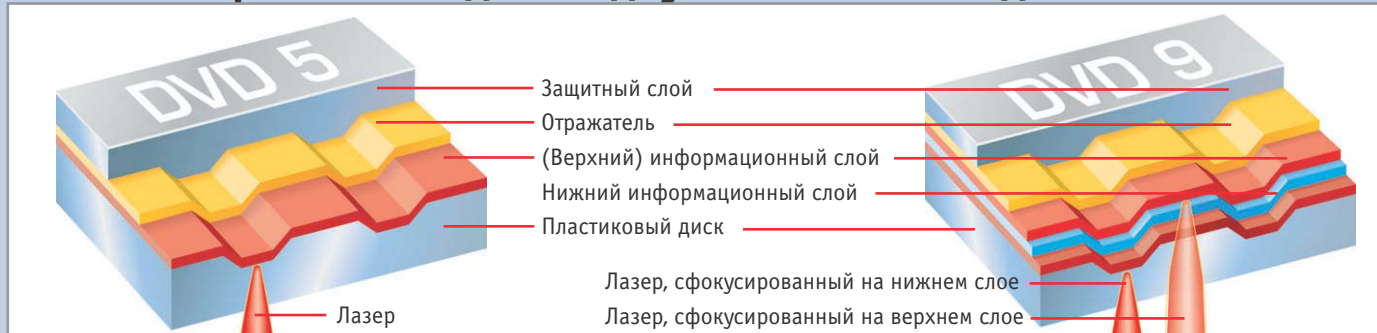 DVD 5
DVD 9
Защитный слой
Отражатель
(Верхний) информационный слой
Нижний информационный слой
Пластиковый диск
Лазер, сфокусированный на нижнем слое
Лазер
Лазер, сфокусированный на верхнем слое